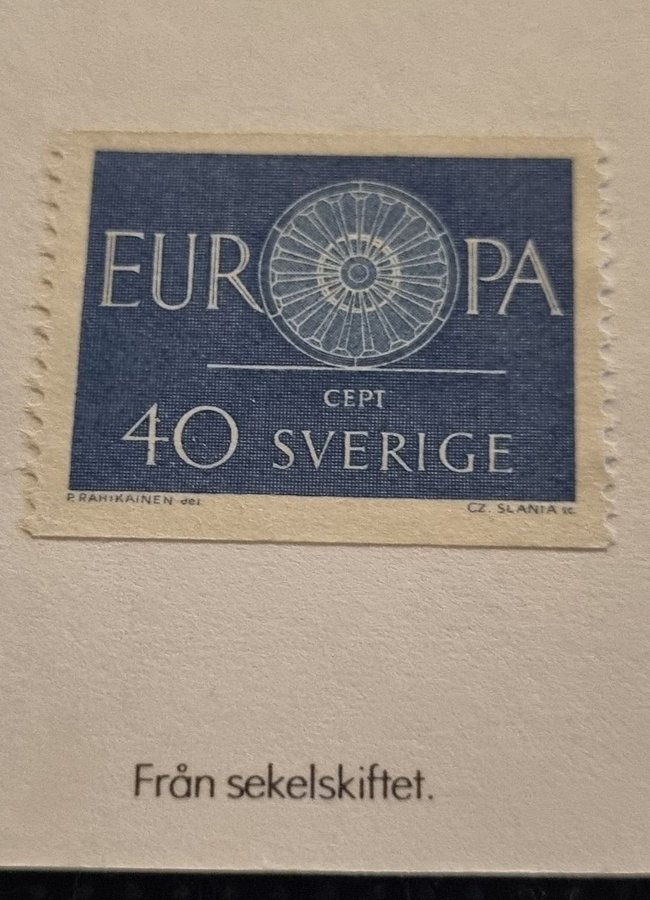 EUROPA
CEPT
40 SVERIGE
P.RAHIKAINEN del. CZ. SLANIA sc.
Från sekelskiftet.